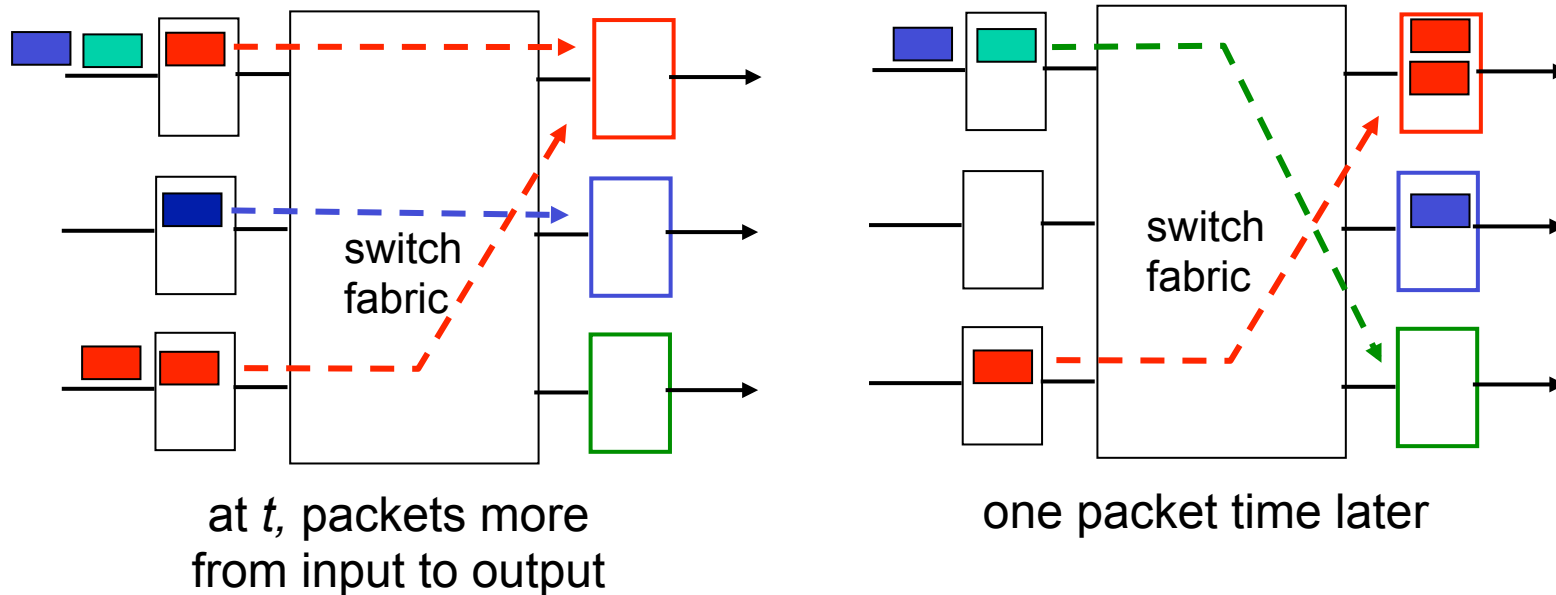 switch
fabric
at t, packets more
from input to output
switch
fabric
one packet time later